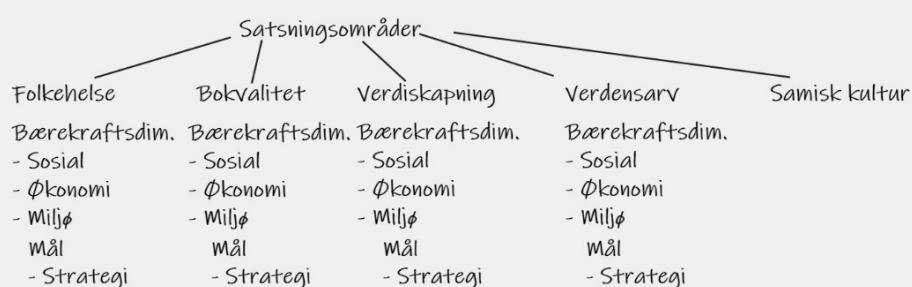 Satsningsområder
Folkehelse
Bærekraftsdim.
- Sosial
- Økonomi
- Miljø
Mål
- Strategi
Bokvalitet
Bærekraftsdim.
- Sosial
- Økonomi
- Miljø
Mål
- Strategi
Verdiskapning
Bærekraftsdim.
- Sosial
- Økonomi
- Miljø
Mål
- Strategi
Verdensarv
Bærekraftsdim.
- Sosial
- Økonomi
- Miljø
Mål
- Strategi
Samisk kultur